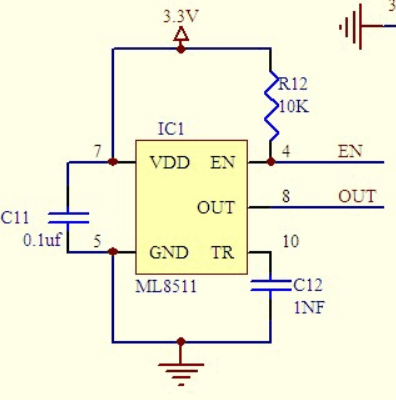 3.3V
R12
10K
IC1
7 VDD EN 4 EN
OUT 8 OUT
C11
0.1uf
5 GND TR 10
ML8511
C12
1NF